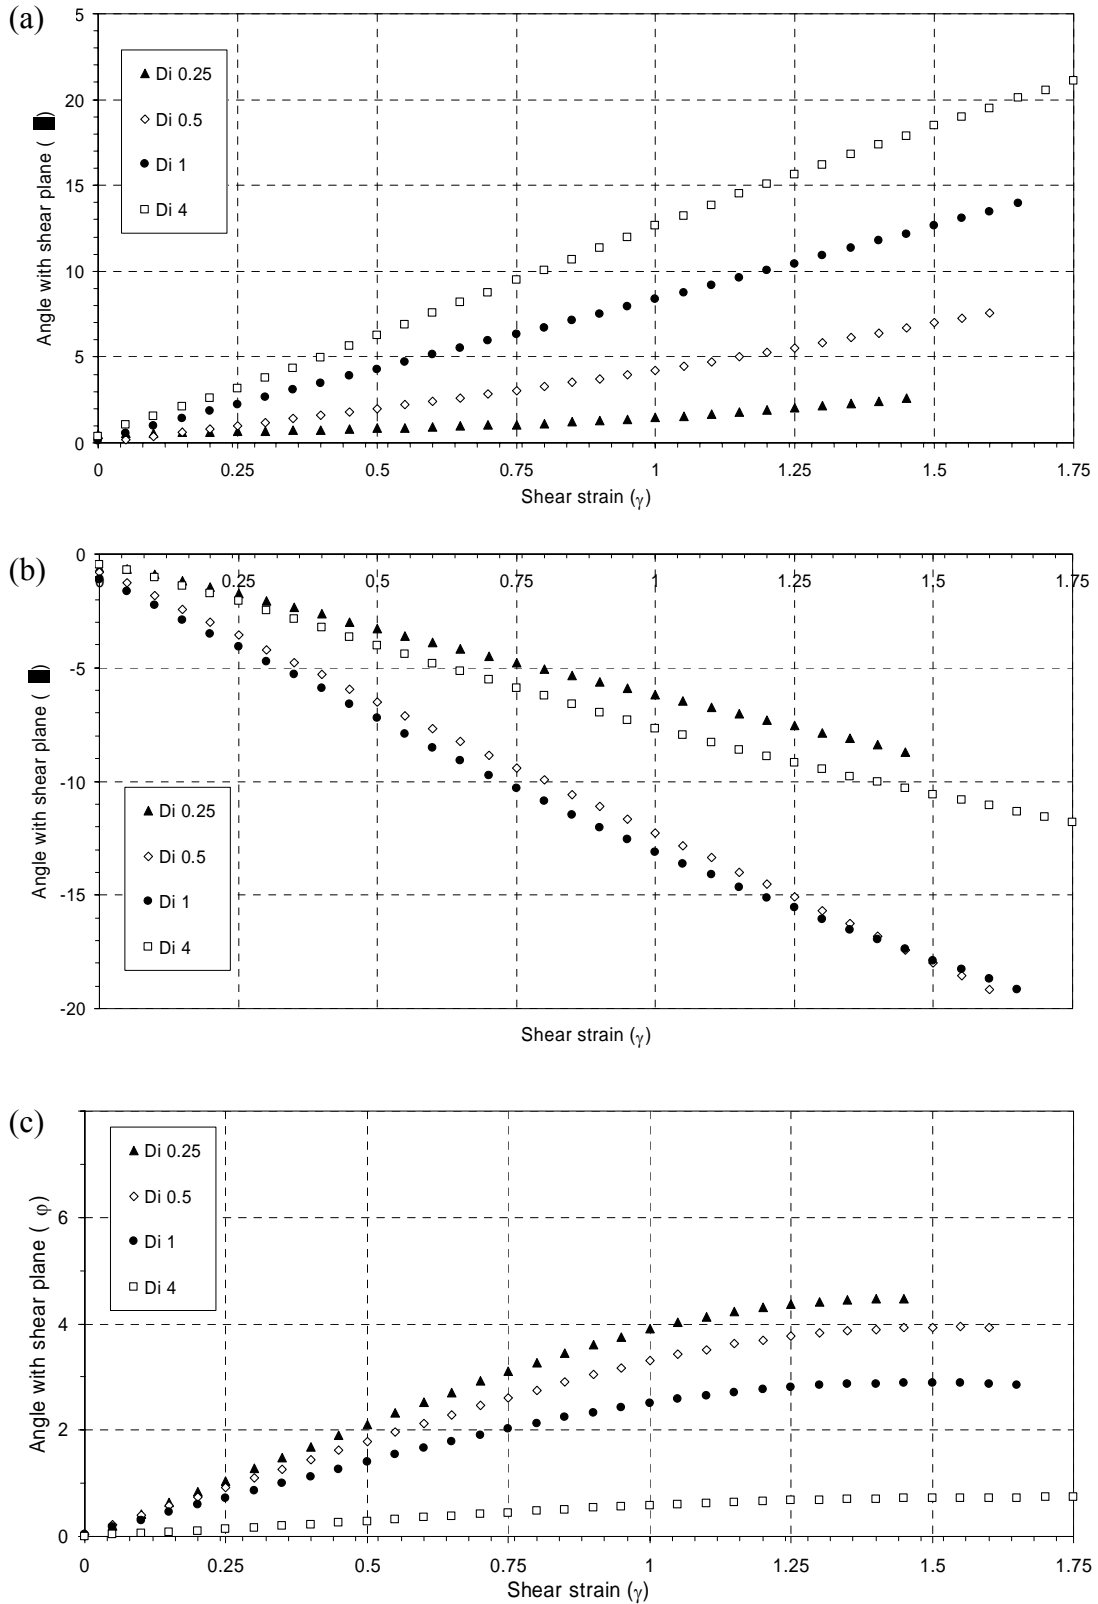 (a)
5
20
15
10
5
0
Angle with shear plane ( )
Di 0.25
Di 0.5
Di 1
Di 4
0 0.25 0.5 0.75 1 1.25 1.5 1.75
Shear strain (γ)
(b)
0
-5
-10
-15
-20
0.25 0.5 0.75 1 1.25 1.5 1.75
Angle with shear plane ( )
Di 0.25
Di 0.5
Di 1
Di 4
Shear strain (γ)
(c)
6
4
2
0
Angle with shear plane ( φ)
Di 0.25
Di 0.5
Di 1
Di 4
0 0.25 0.5 0.75 1 1.25 1.5 1.75
Shear strain (γ)